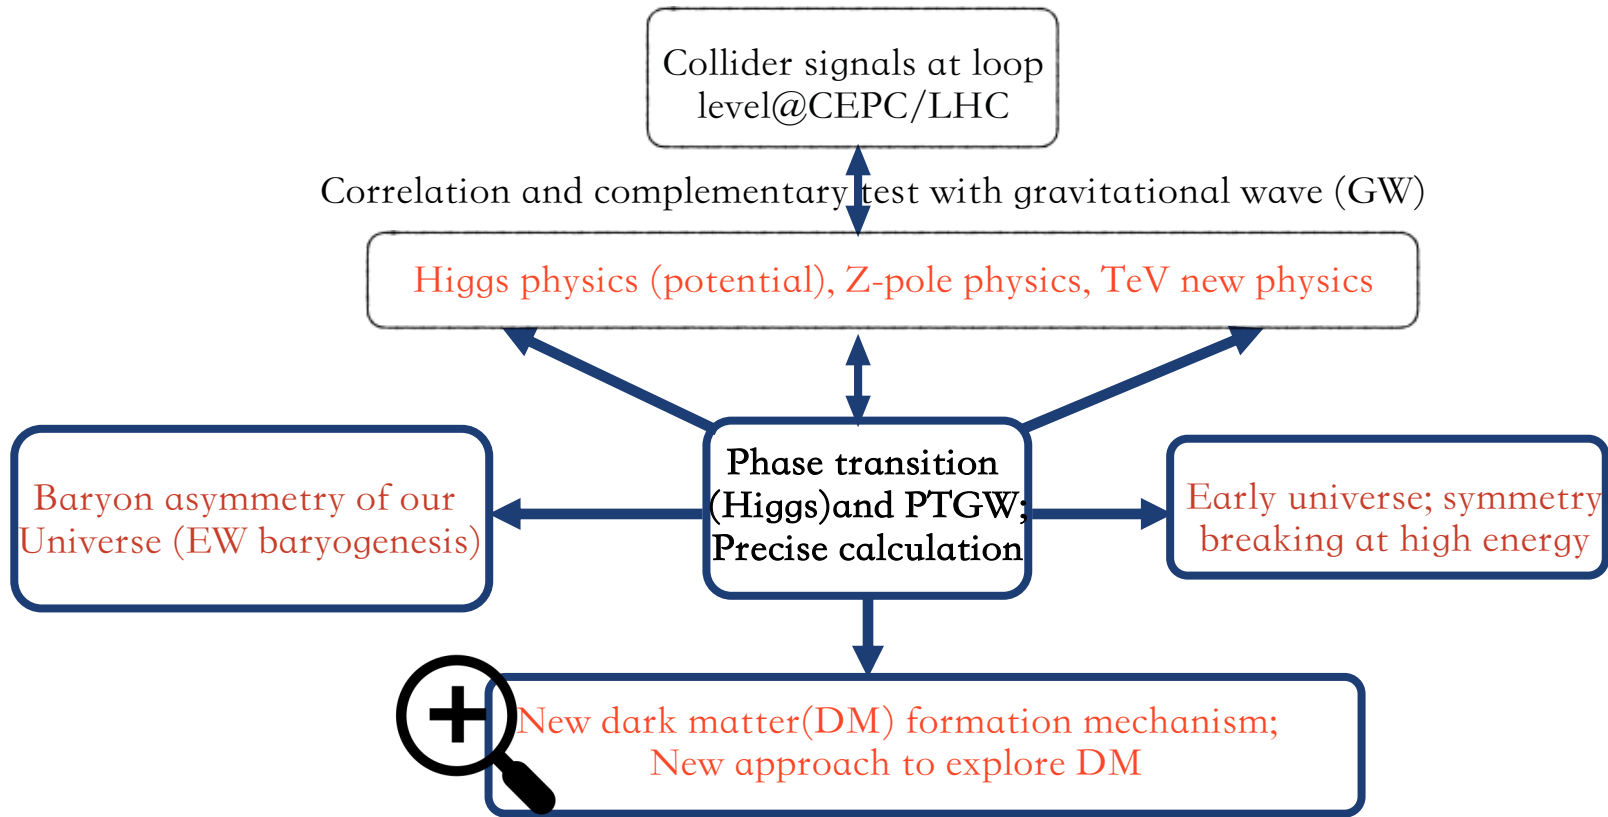 Collider signals at loop
level@CEPC/LHC
Correlation and complementary test with gravitational wave (GW)
Higgs physics (potential), Z-pole physics, TeV new physics
Phase transition
(Higgs)and PTGW;
Precise calculation
Baryon asymmetry of our
Universe (EW baryogenesis)
Early universe; symmetry
breaking at high energy
New dark matter(DM) formation mechanism;
New approach to explore DM